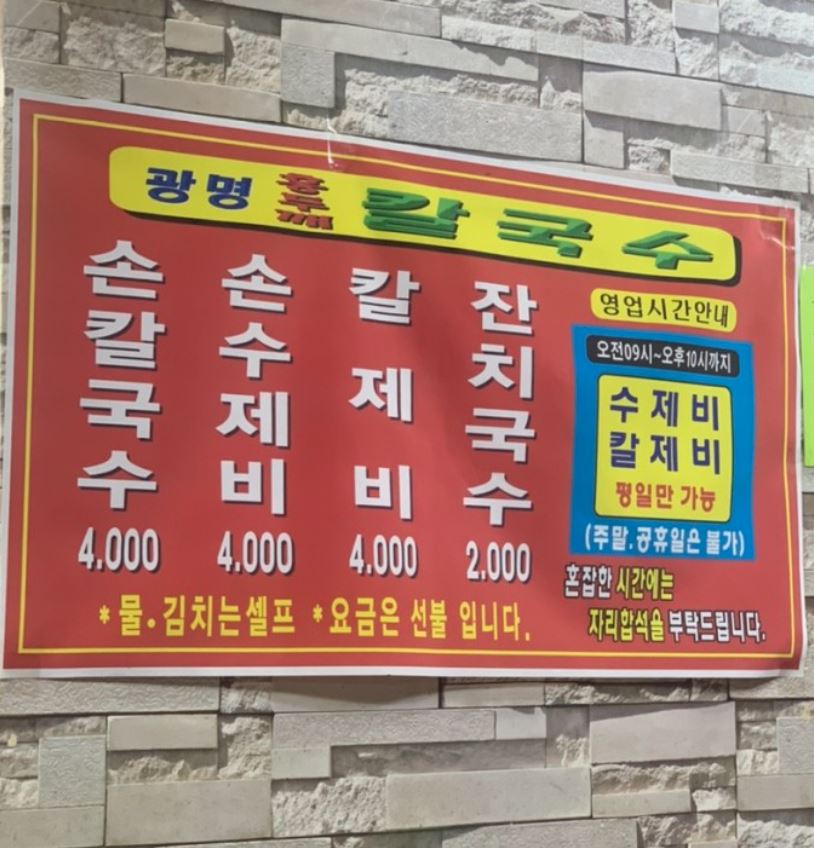 광명 홍두깨 칼국수
손칼국수 4.000
손수제비 4.000
칼제비 4.000
잔치국수 2.000
*물.김치는셀프 *요금은 선불 입니다.
영업시간안내
오전09시~오후10시까지
수제비
칼제비
평일만 가능
(주말.공휴일은 불가)
혼잡한 시간에는
자리합석을 부탁드립니다.